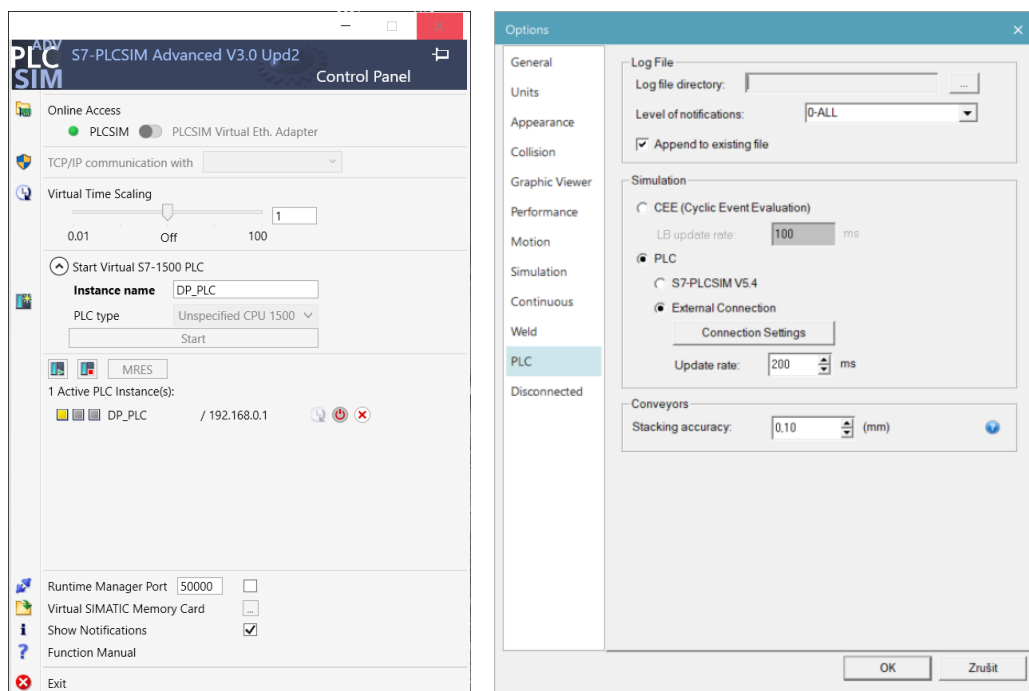 PLC ADV SIM
S7-PLCSIM Advanced V3.0 Upd2
Control Panel
Online Access
PLCSIM PLCSIM Virtual Eth. Adapter
TCP/IP communication with
Virtual Time Scaling
1
0.01 Off 100
Start Virtual S7-1500 PLC
Instance name DP_PLC
PLC type Unspecified CPU 1500
Start
MRES
1 Active PLC Instance(s):
DP_PLC / 192.168.0.1
Runtime Manager Port 50000
Virtual SIMATIC Memory Card ...
Show Notifications
Function Manual
Exit
Options
General
Units
Appearance
Collision
Graphic Viewer
Performance
Motion
Simulation
Continuous
Weld
PLC
Disconnected
Log File
Log file directory: ...
Level of notifications: 0-ALL
Append to existing file
Simulation
CEE (Cyclic Event Evaluation)
LB update rate: 100 ms
PLC
S7-PLCSIM V5.4
External Connection
Connection Settings
Update rate: 200 ms
Conveyors
Stacking accuracy: 0,10 (mm)
OK Zrušit